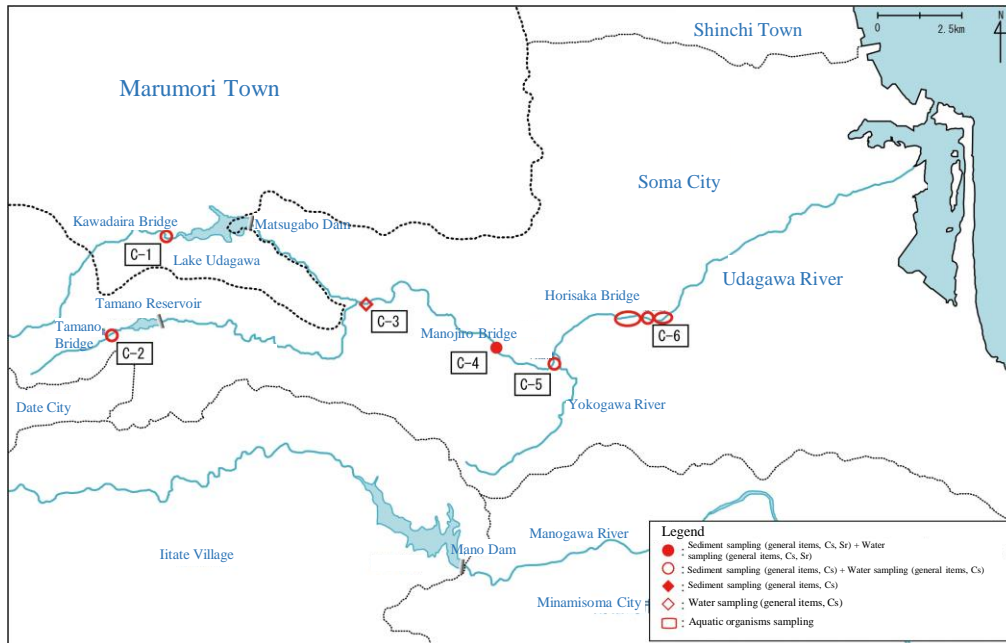 Shinchi Town
0 2.5km
N
4
Marumori Town
Soma City
Kawadaira Bridge
Matsugabo Dam
C-1
Lake Udagawa
Udagawa River
Tamano Reservoir
Horisaka Bridge
C-3
Tamano
Bridge
Manojiro Bridge
C-6
C-2
C-4
C-5
Date City
Yokogawa River
Manogawa River
Iitate Village
Mano Dam
Minamisoma City
Legend
: Sediment sampling (general items, Cs, Sr) + Water
sampling (general items, Cs, Sr)
: Sediment sampling (general items, Cs) + Water sampling (general items, Cs)
: Sediment sampling (general items, Cs)
: Water sampling (general items, Cs)
: Aquatic organisms sampling